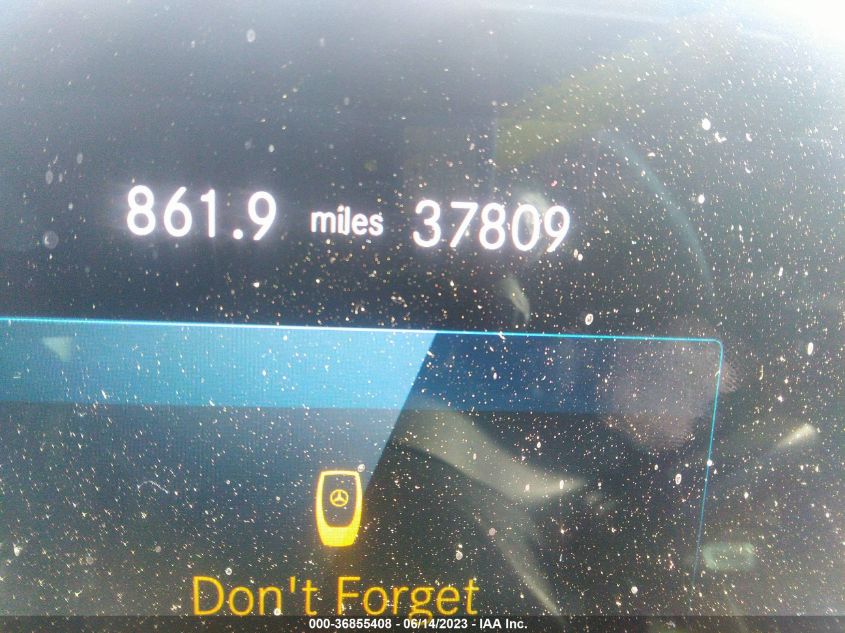 861.9 miles 37809
Don't Forget
000-36855408 - 06/14/2023 - IAA Inc.